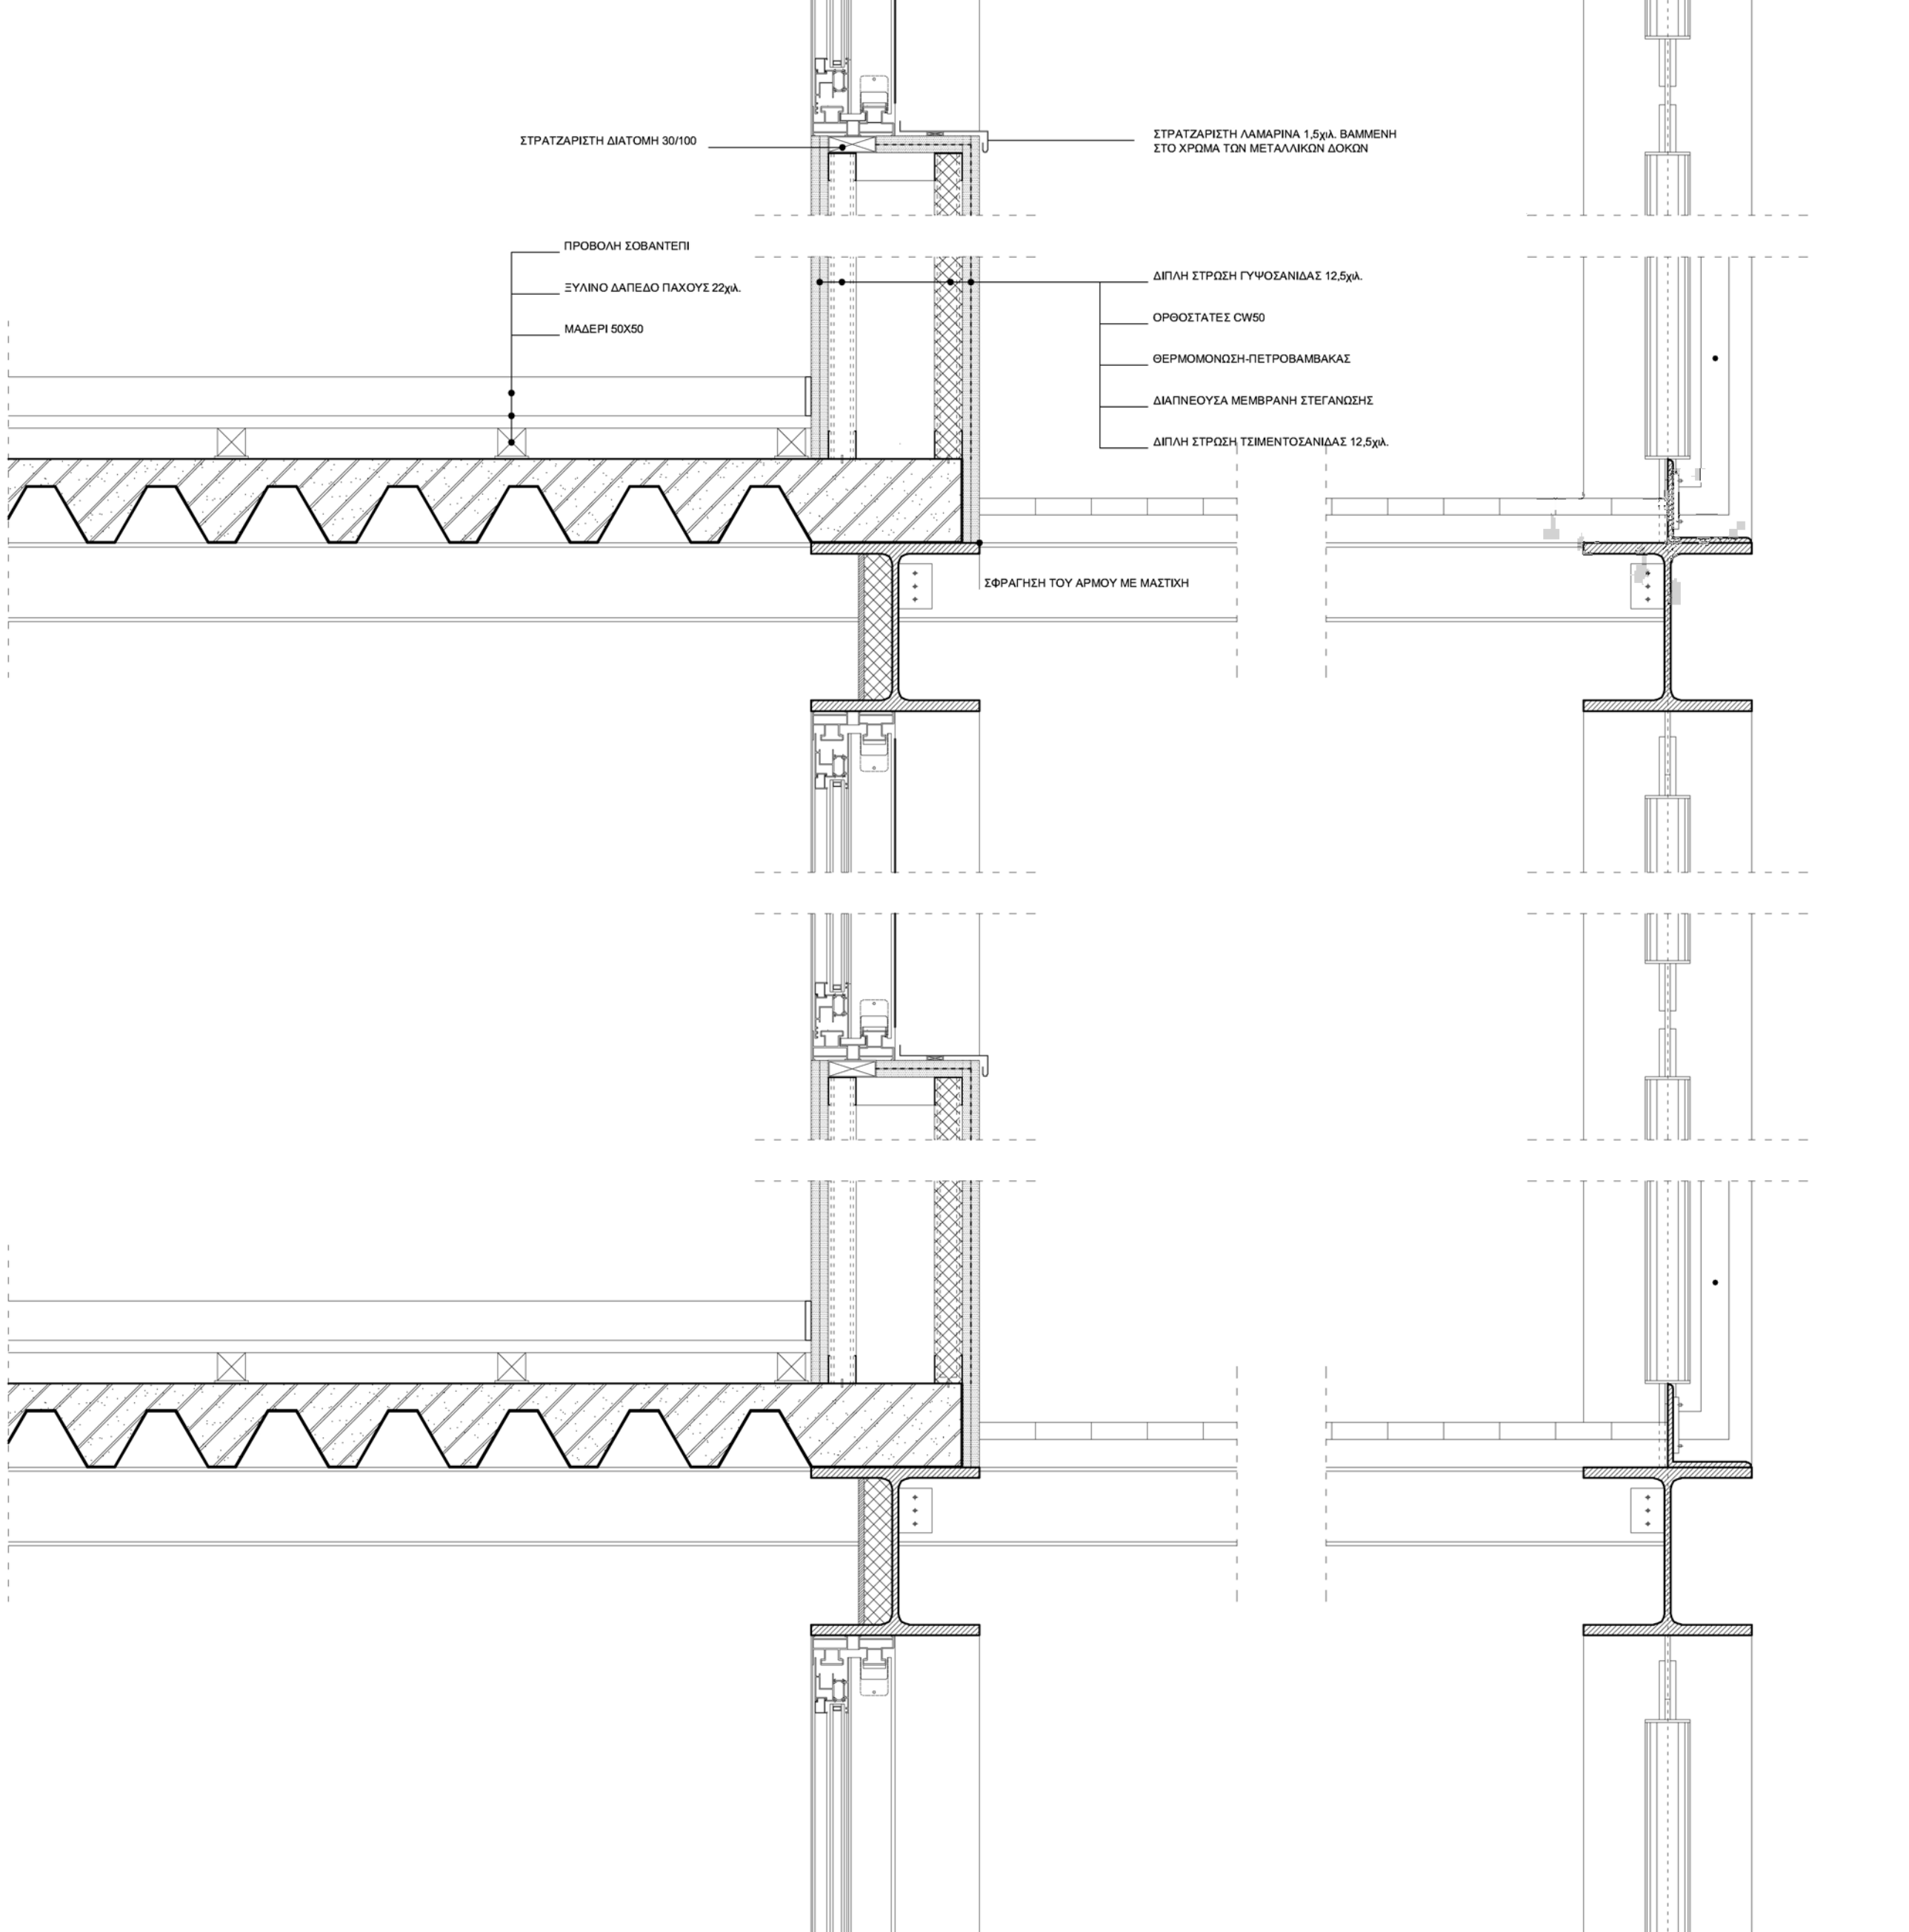 ΣΤΡΑΤΖΑΡΙΣΤΗ ΔΙΑΤΟΜΗ 30/100
ΣΤΡΑΤΖΑΡΙΣΤΗ ΛΑΜΑΡΙΝΑ 1,5χιλ. ΒΑΜΜΕΝΗ
ΣΤΟ ΧΡΩΜΑ ΤΩΝ ΜΕΤΑΛΛΙΚΩΝ ΔΟΚΩΝ
ΠΡΟΒΟΛΗ ΣΟΒΑΝΤΕΠΙ
ΞΥΛΙΝΟ ΔΑΠΕΔΟ ΠΑΧΟΥΣ 22χιλ.
ΜΑΔΕΡΙ 50Χ50
ΔΙΠΛΗ ΣΤΡΩΣΗ ΓΥΨΟΣΑΝΙΔΑΣ 12,5χιλ.
ΟΡΘΟΣΤΑΤΕΣ CW50
ΘΕΡΜΟΜΟΝΩΣΗ-ΠΕΤΡΟΒΑΜΒΑΚΑΣ
ΔΙΑΠΝΕΟΥΣΑ ΜΕΜΒΡΑΝΗ ΣΤΕΓΑΝΩΣΗΣ
ΔΙΠΛΗ ΣΤΡΩΣΗ ΤΣΙΜΕΝΤΟΣΑΝΙΔΑΣ 12,5χιλ.
ΣΦΡΑΓΗΣΗ ΤΟΥ ΑΡΜΟΥ ΜΕ ΜΑΣΤΙΧΗ